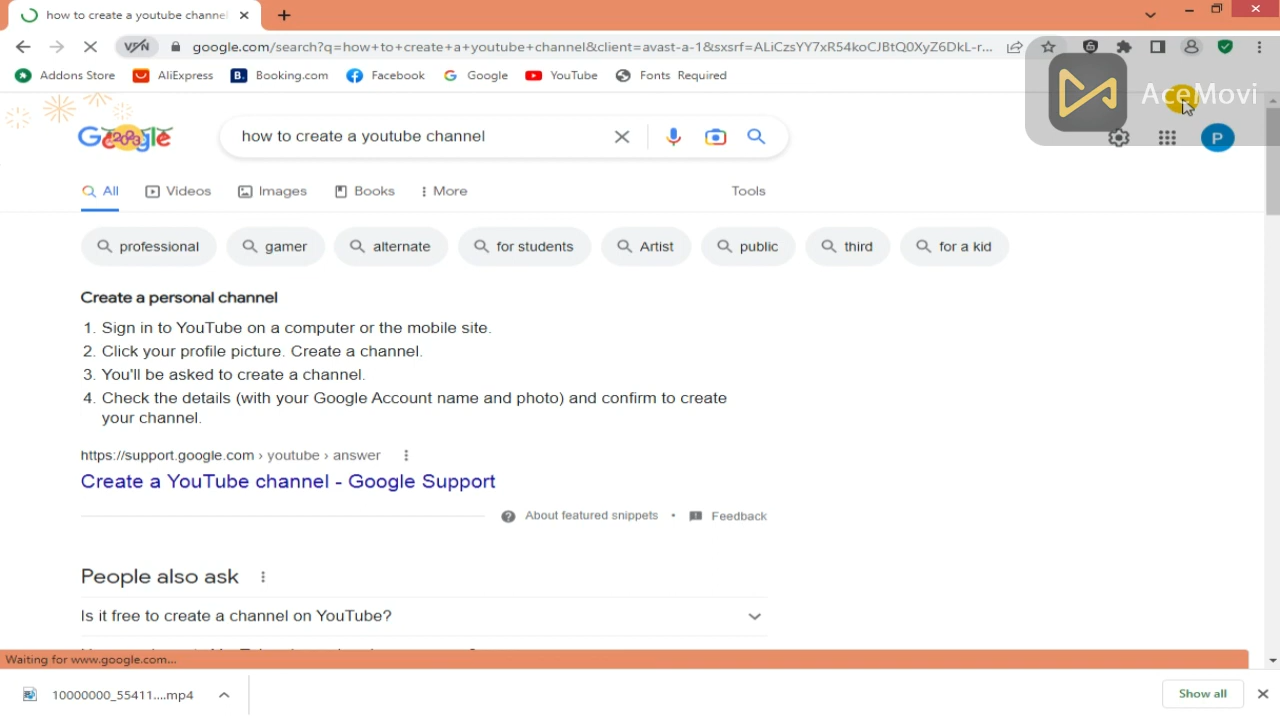 how to create a youtube channel
VPN
google.com/search?q=how+to+create+a+youtube+channel&client=avast-a-1&sxsrf=ALiCzsYY7xR54koCJBtQ0XyZ6DkL-r...
Addons Store
AliExpress
B.
Booking.com
Facebook
Google
YouTube
Fonts Required
AceMovi
Google
2023
how to create a youtube channel
P
All
Videos
Images
Books
More
Tools
professional
gamer
alternate
for students
Artist
public
third
for a kid
Create a personal channel
1. Sign in to YouTube on a computer or the mobile site.
2. Click your profile picture. Create a channel.
3. You'll be asked to create a channel.
4. Check the details (with your Google Account name and photo) and confirm to create
your channel.
https://support.google.com › youtube › answer
Create a YouTube channel - Google Support
About featured snippets • Feedback
People also ask
Is it free to create a channel on YouTube?
Waiting for www.google.com...
10000000_55411....mp4
Show all